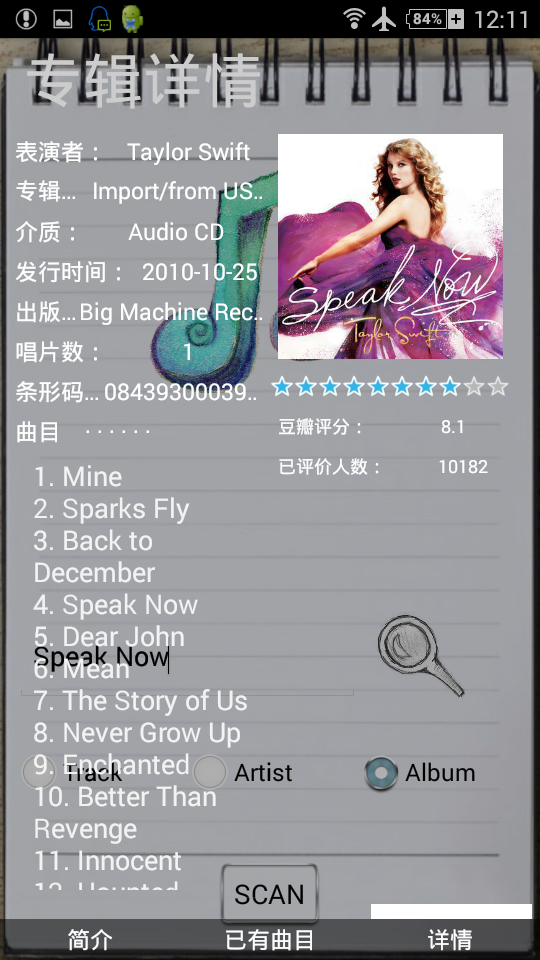 84% 12:11
专辑详情
表演者： Taylor Swift
专辑... Import/from US..
介质： Audio CD
发行时间： 2010-10-25
出版...Big Machine Rec..
唱片数： 1
条形码... 08439300039..
曲目 ······
Speak Now
Taylor Swift
豆瓣评分： 8.1
已评价人数： 10182
1. Mine
2. Sparks Fly
3. Back to
December
4. Speak Now
5. Dear John
Speak Now
6. Mean
7. The Story of Us
8. Never Grow Up
9. Enchanted
Track Artist Album
10. Better Than
Revenge
11. Innocent
12. Haunted
SCAN
简介 已有曲目 详情